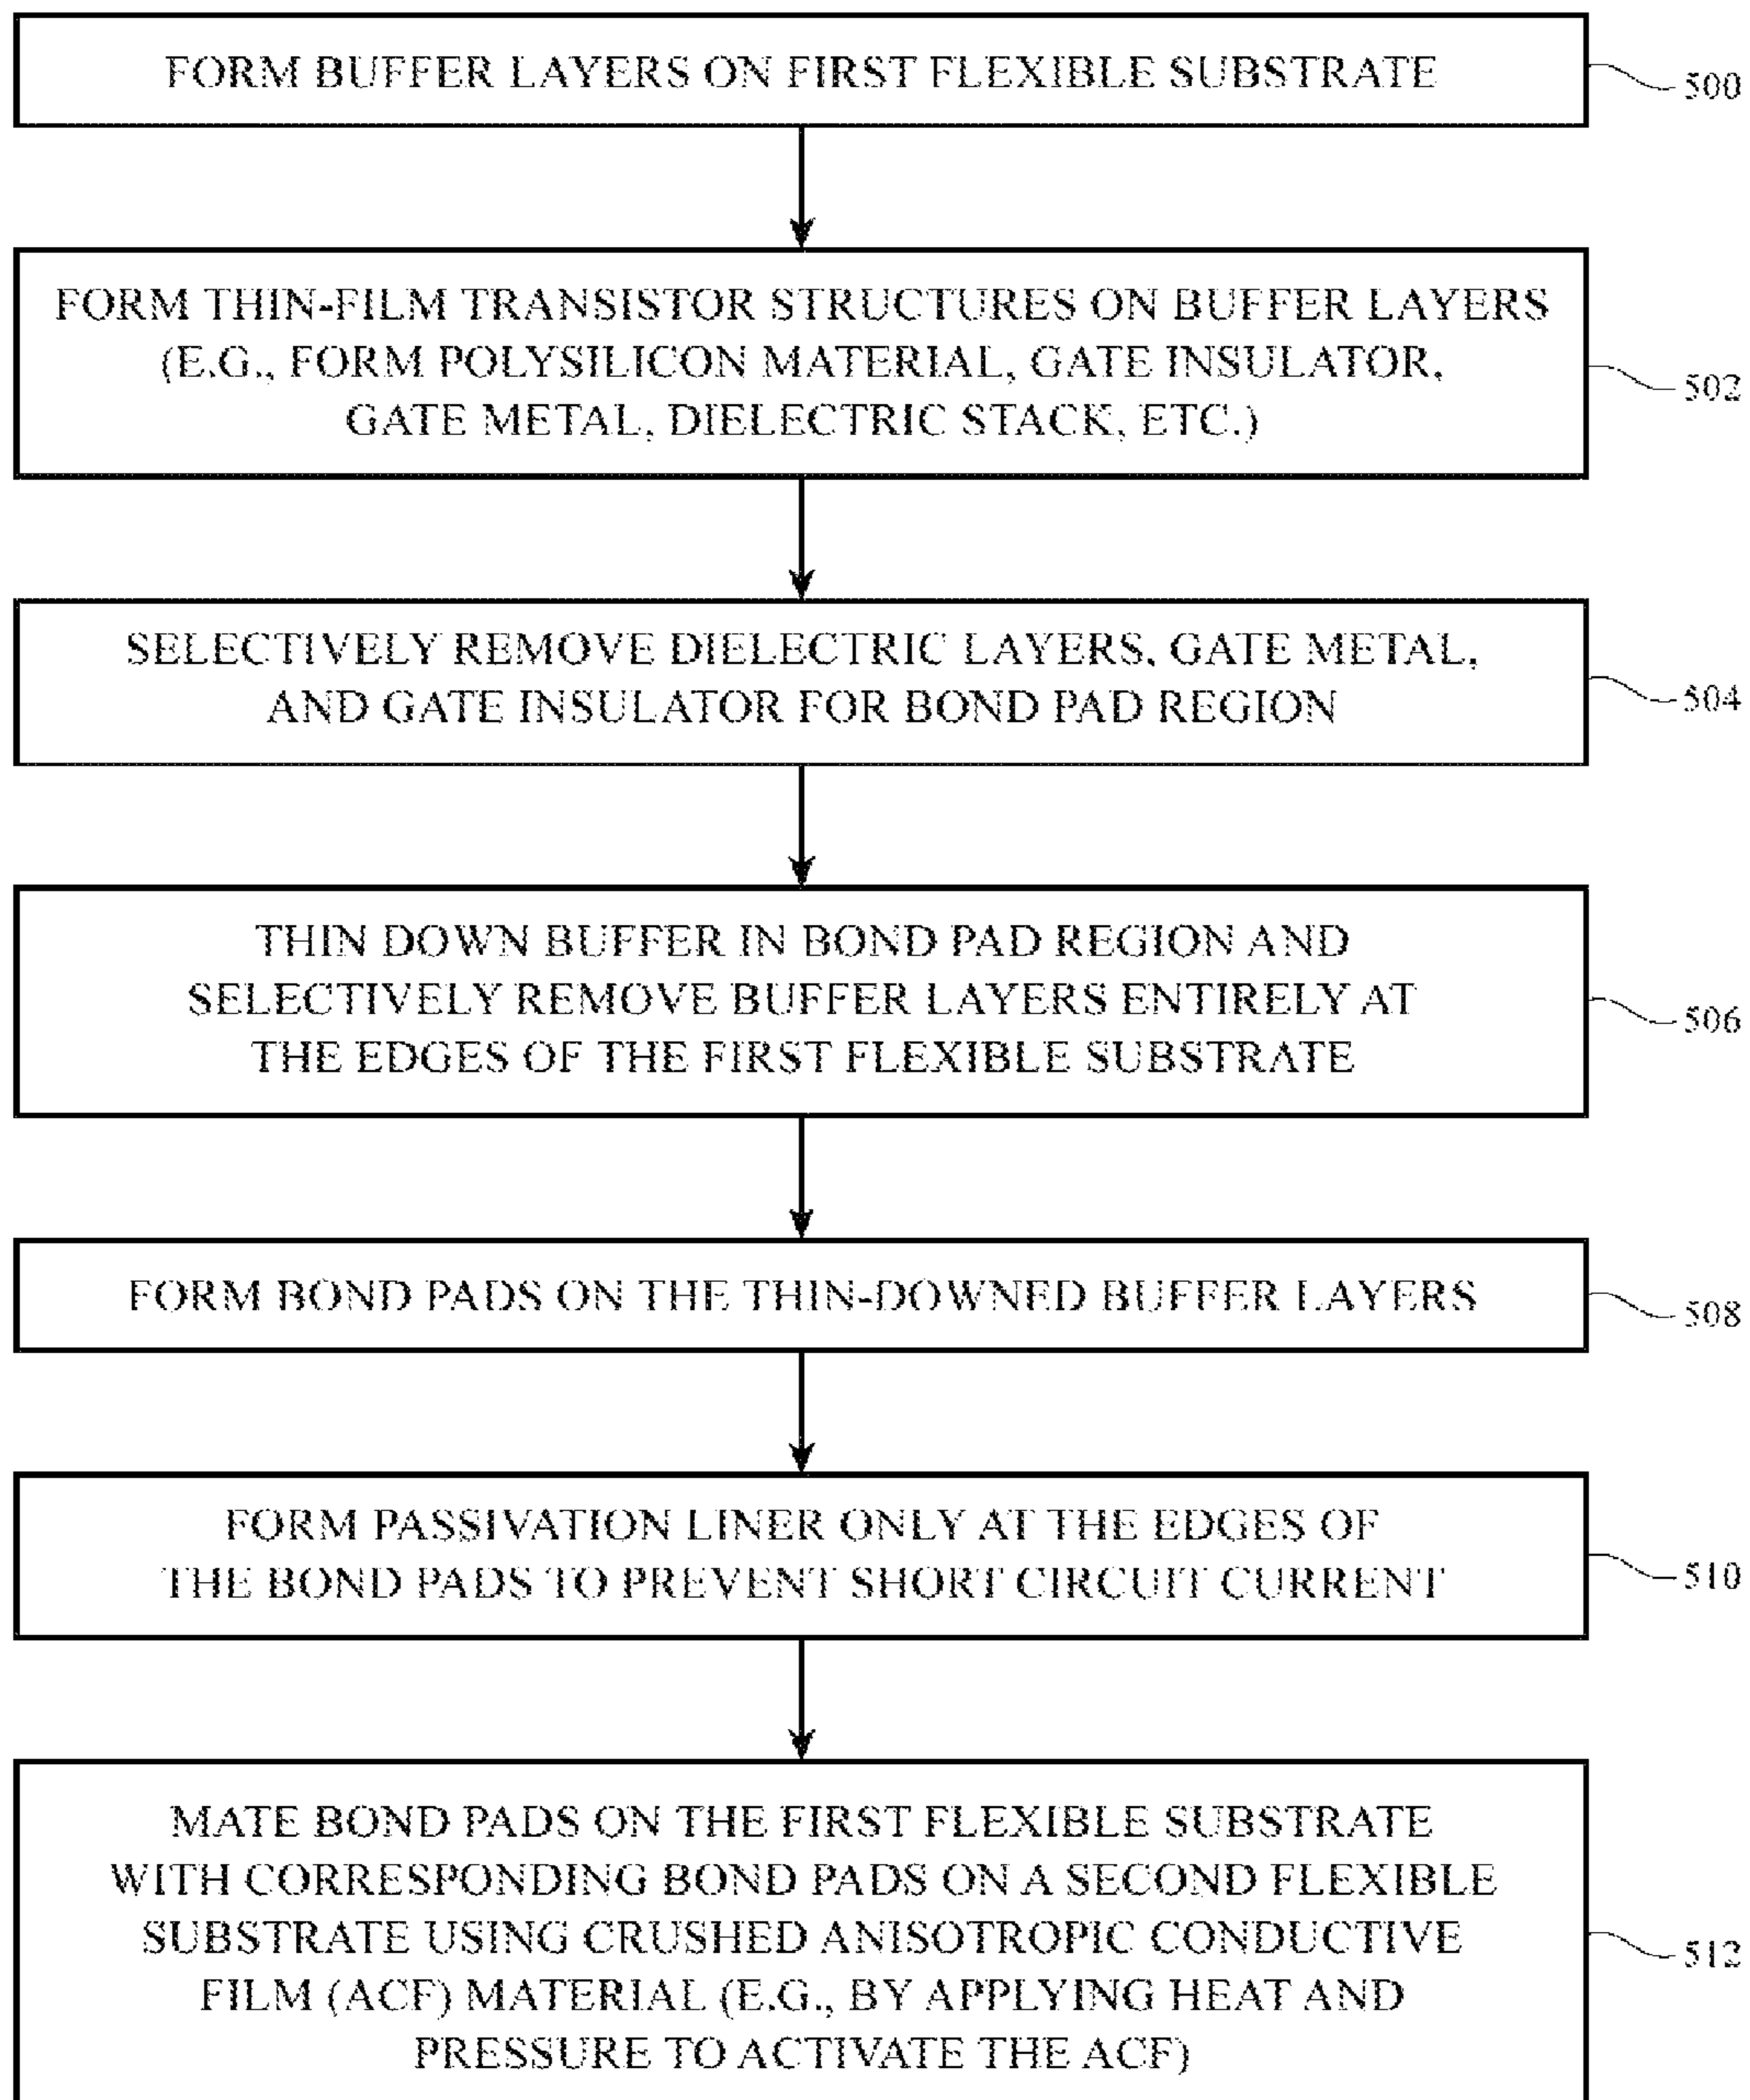 FORM BUFFER LAYERS ON FIRST FLEXIBLE SUBSTRATE
500
FORM THIN-FILM TRANSISTOR STRUCTURES ON BUFFER LAYERS
(E.G., FORM POLYSILICON MATERIAL, GATE INSULATOR,
GATE METAL, DIELECTRIC STACK, ETC.)
502
SELECTIVELY REMOVE DIELECTRIC LAYERS, GATE METAL,
AND GATE INSULATOR FOR BOND PAD REGION
504
THIN DOWN BUFFER IN BOND PAD REGION AND
SELECTIVELY REMOVE BUFFER LAYERS ENTIRELY AT
THE EDGES OF THE FIRST FLEXIBLE SUBSTRATE
506
FORM BOND PADS ON THE THIN-DOWNED BUFFER LAYERS
508
FORM PASSIVATION LINER ONLY AT THE EDGES OF
THE BOND PADS TO PREVENT SHORT CIRCUIT CURRENT
510
MATE BOND PADS ON THE FIRST FLEXIBLE SUBSTRATE
WITH CORRESPONDING BOND PADS ON A SECOND FLEXIBLE
SUBSTRATE USING CRUSHED ANISOTROPIC CONDUCTIVE
FILM (ACF) MATERIAL (E.G., BY APPLYING HEAT AND
PRESSURE TO ACTIVATE THE ACF)
512